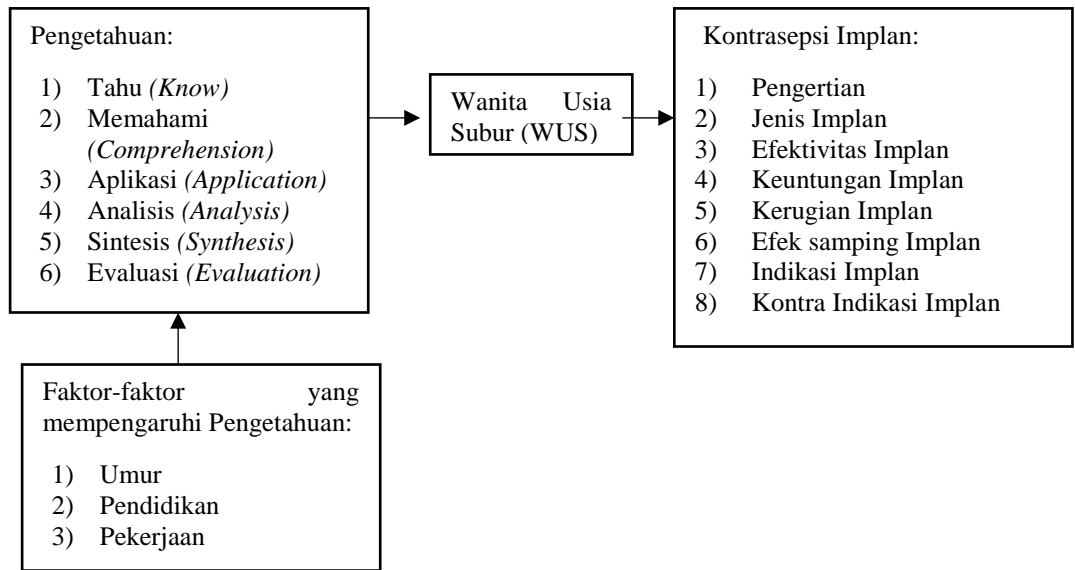 Pengetahuan:
1) Tahu (Know)
2) Memahami
(Comprehension)
3) Aplikasi (Application)
4) Analisis (Analysis)
5) Sintesis (Synthesis)
6) Evaluasi (Evaluation)
Wanita Usia
Subur (WUS)
Kontrasepsi Implan:
1) Pengertian
2) Jenis Implan
3) Efektivitas Implan
4) Keuntungan Implan
5) Kerugian Implan
6) Efek samping Implan
7) Indikasi Implan
8) Kontra Indikasi Implan
Faktor-faktor yang
mempengaruhi Pengetahuan:
1) Umur
2) Pendidikan
3) Pekerjaan